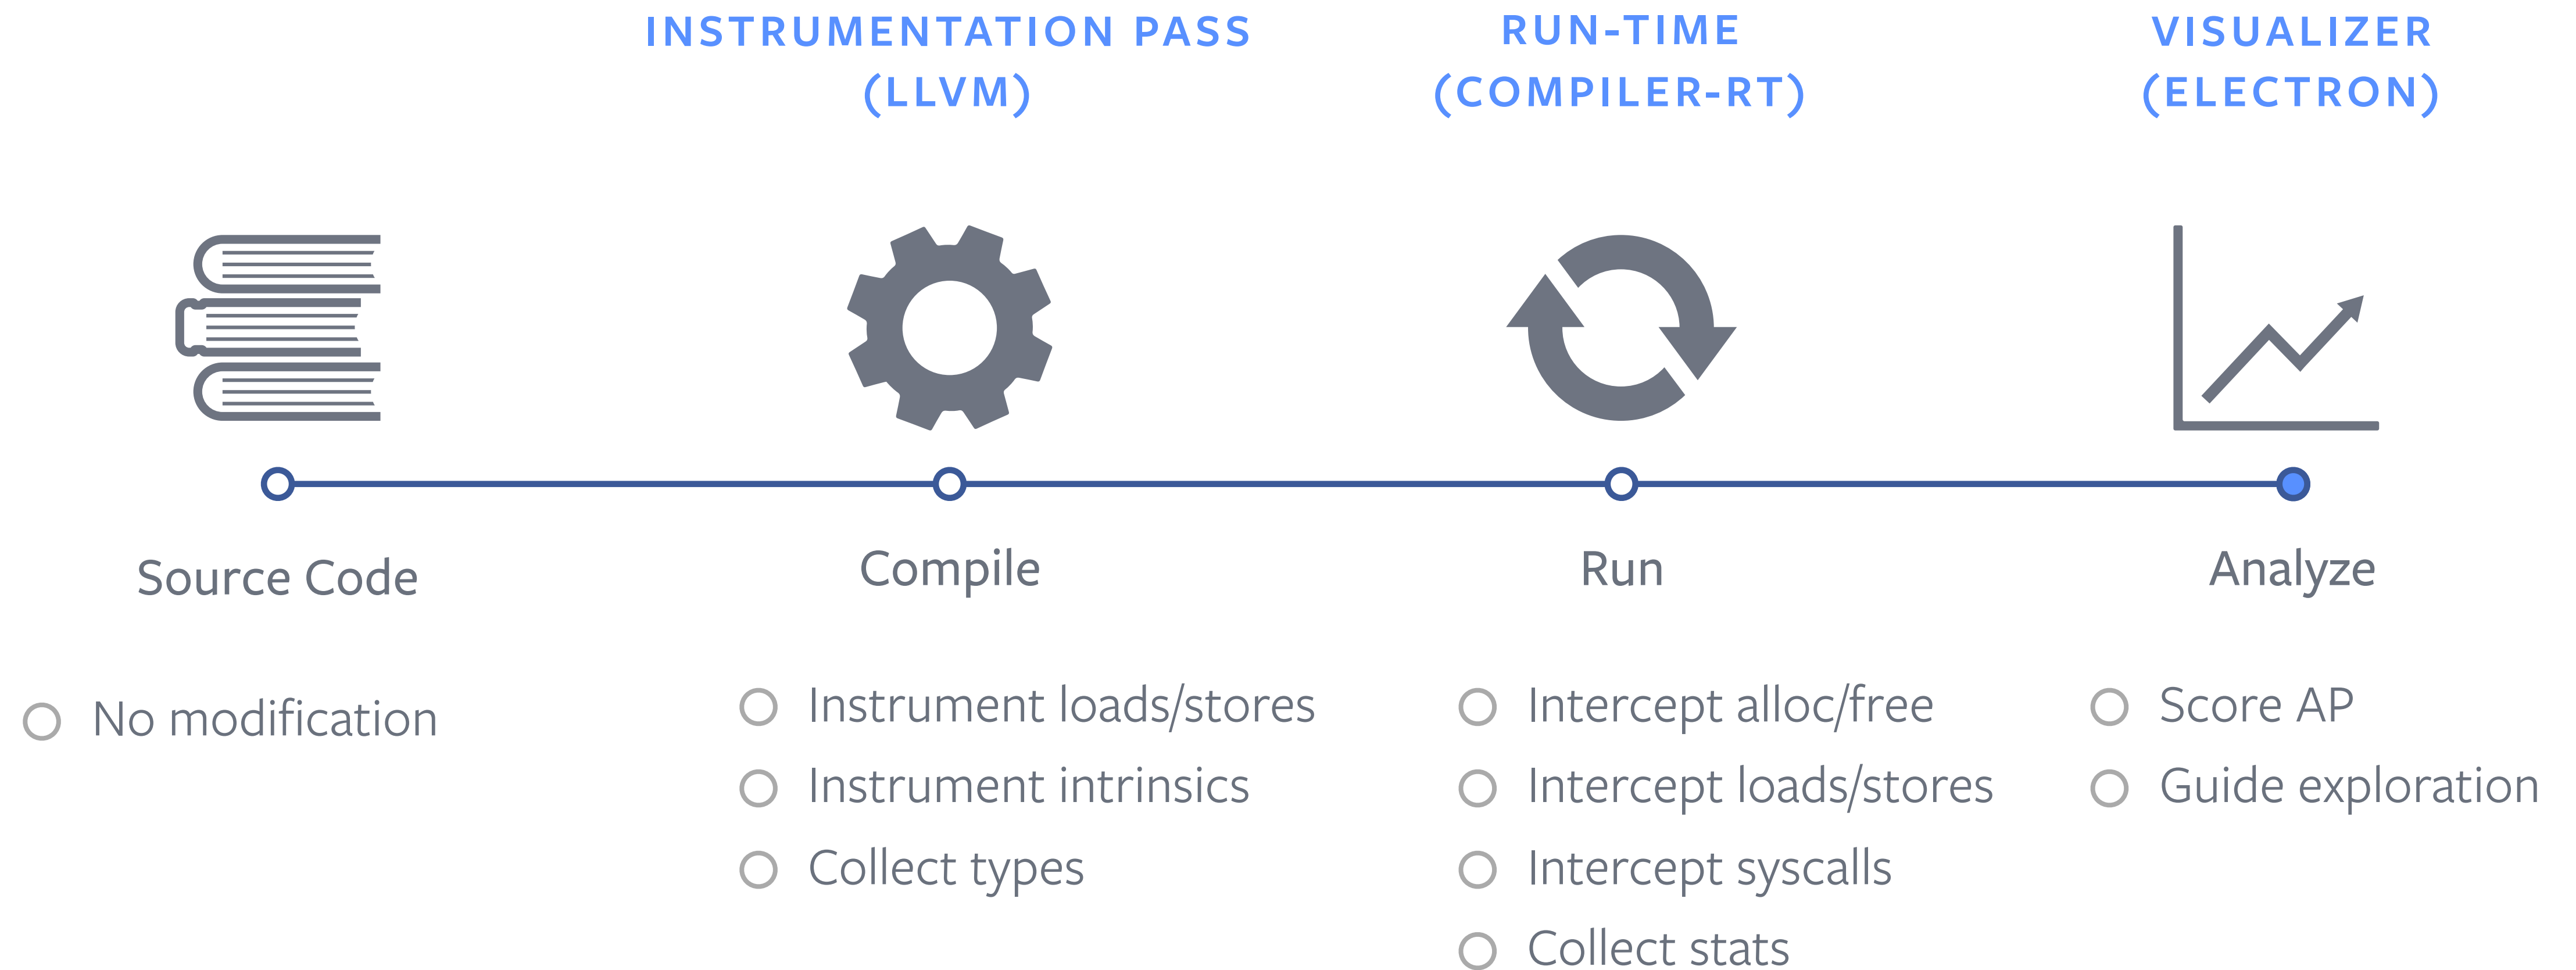 INSTRUMENTATION PASS
(LLVM)
RUN-TIME
(COMPILER-RT)
VISUALIZER
(ELECTRON)
Source Code
Compile
Run
Analyze
No modification
Instrument loads/stores
Instrument intrinsics
Collect types
Intercept alloc/free
Intercept loads/stores
Intercept syscalls
Collect stats
Score AP
Guide exploration